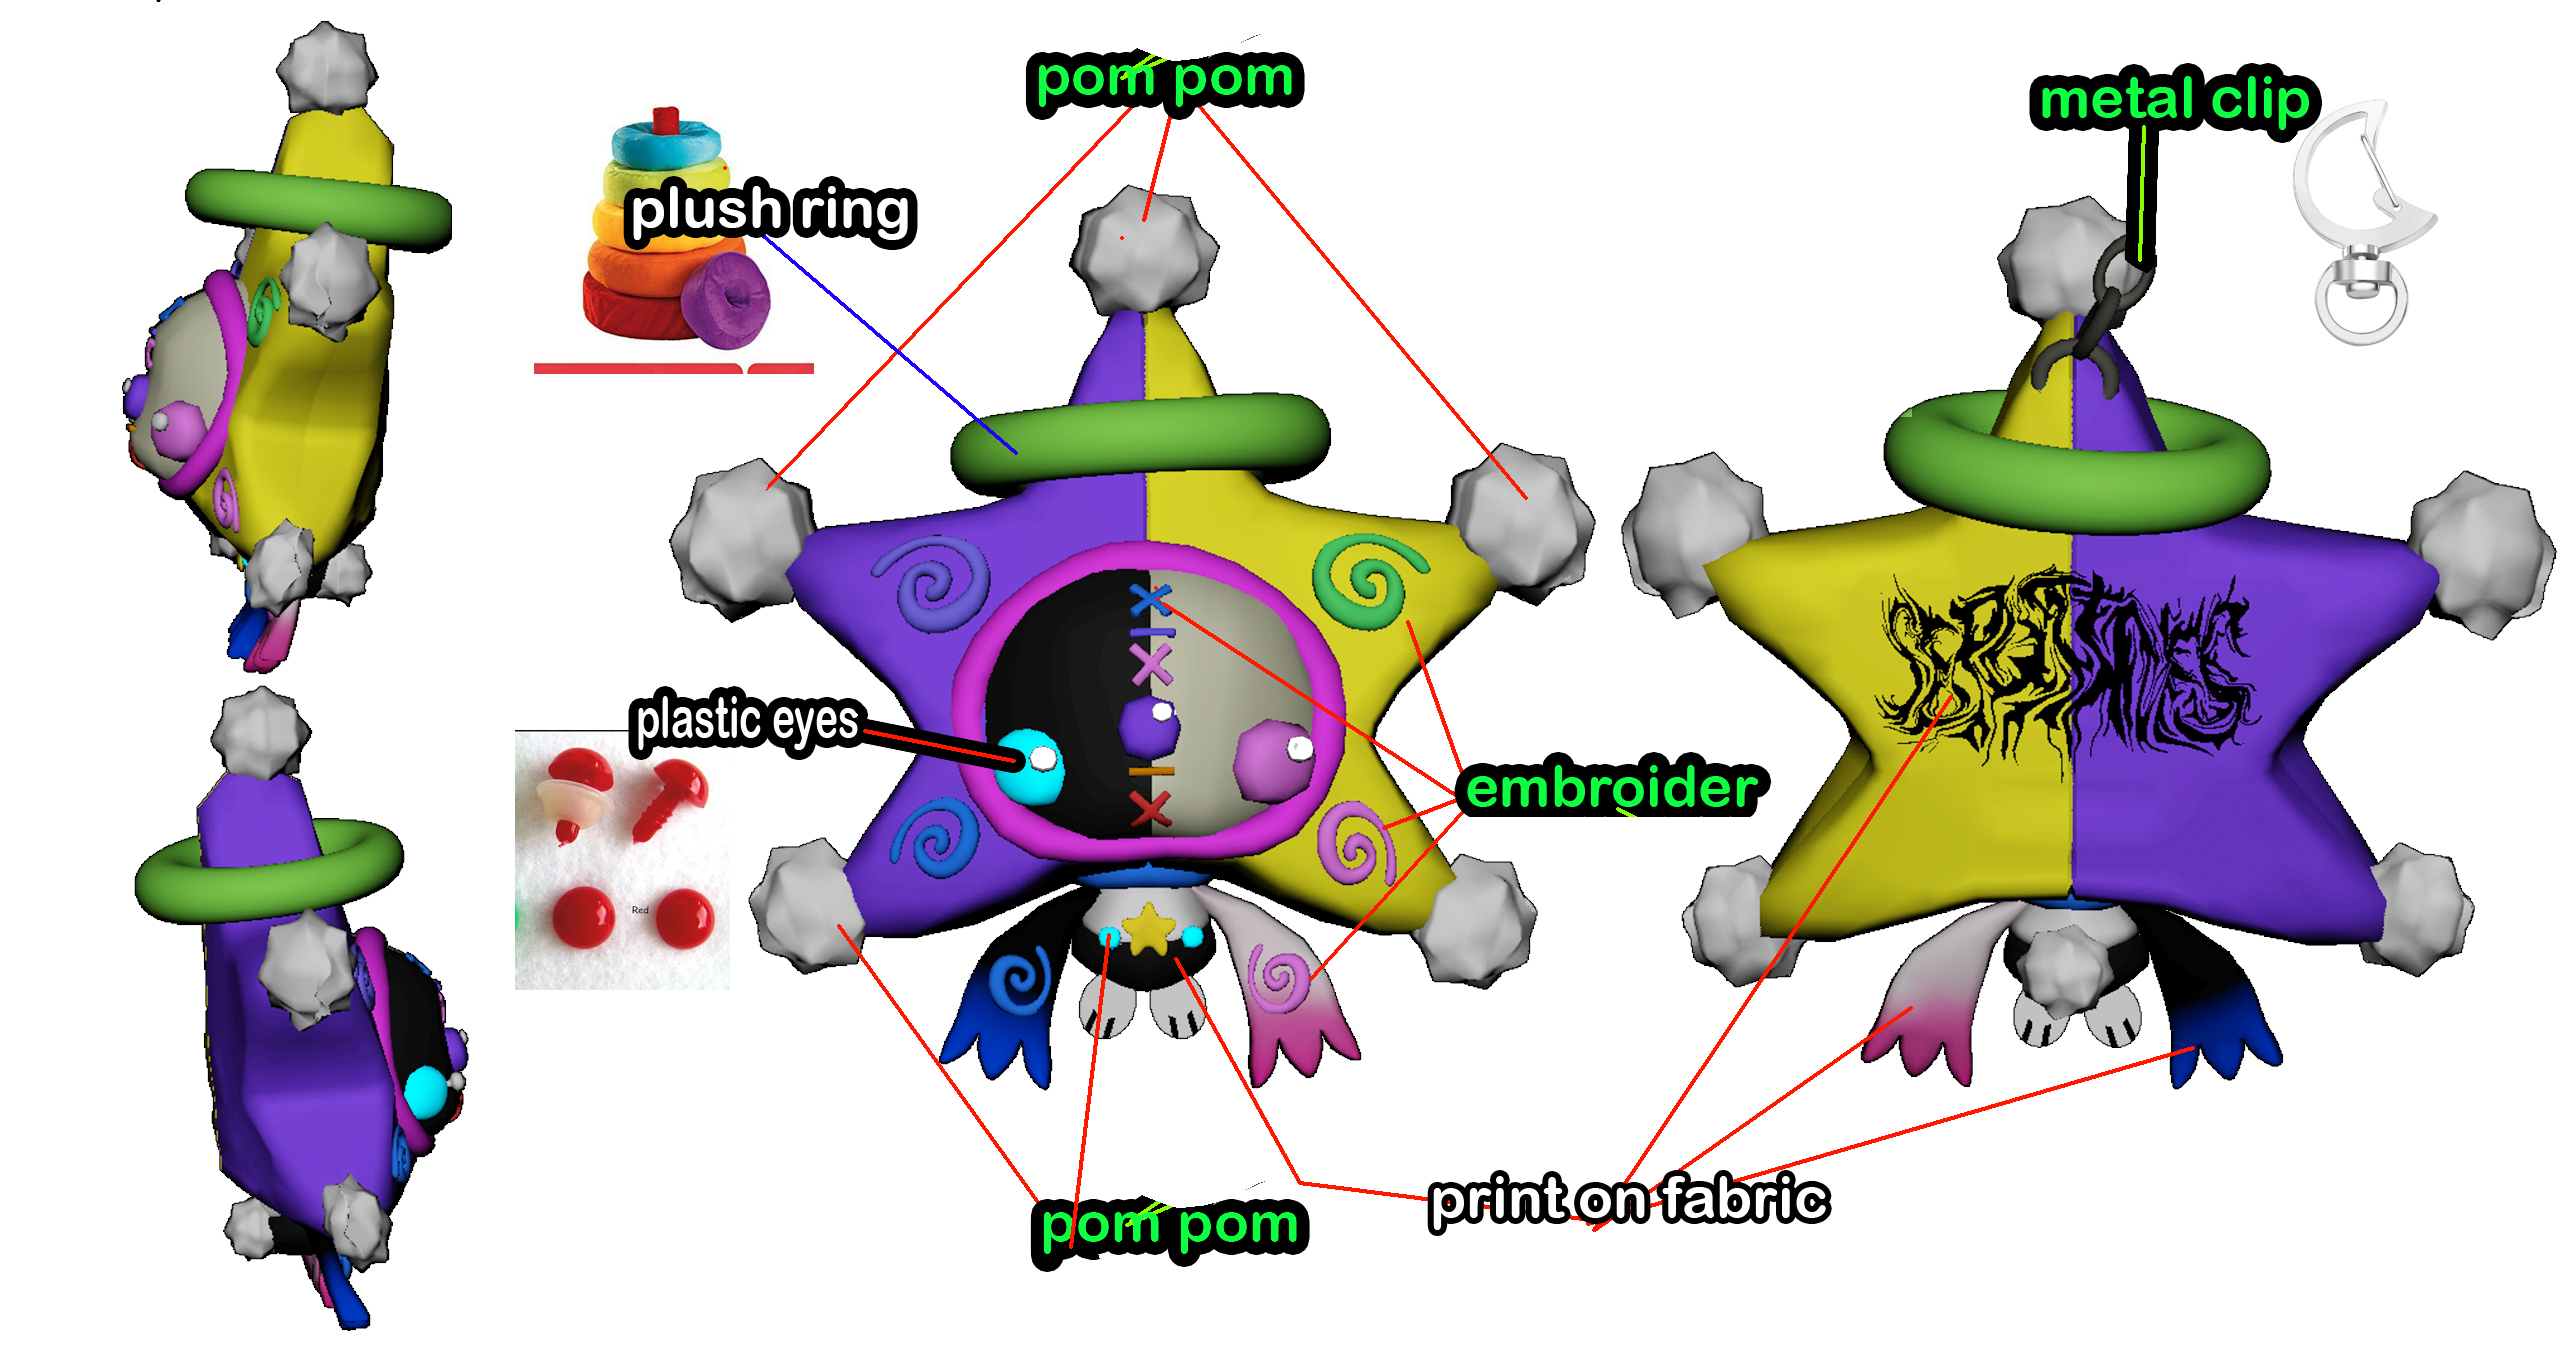 pom pom
metal clip
plush ring
plastic eyes
embroider
Red
print on fabric
pom pom